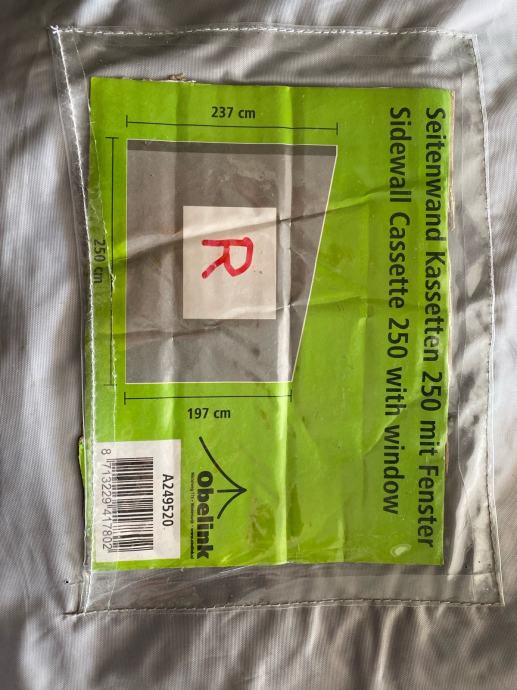 Seitenwand Kassetten 250 mit Fenster
Sidewall Cassette 250 with window
237 cm
250 cm
197 cm
R
Obelink
A249520
8 713229 417802